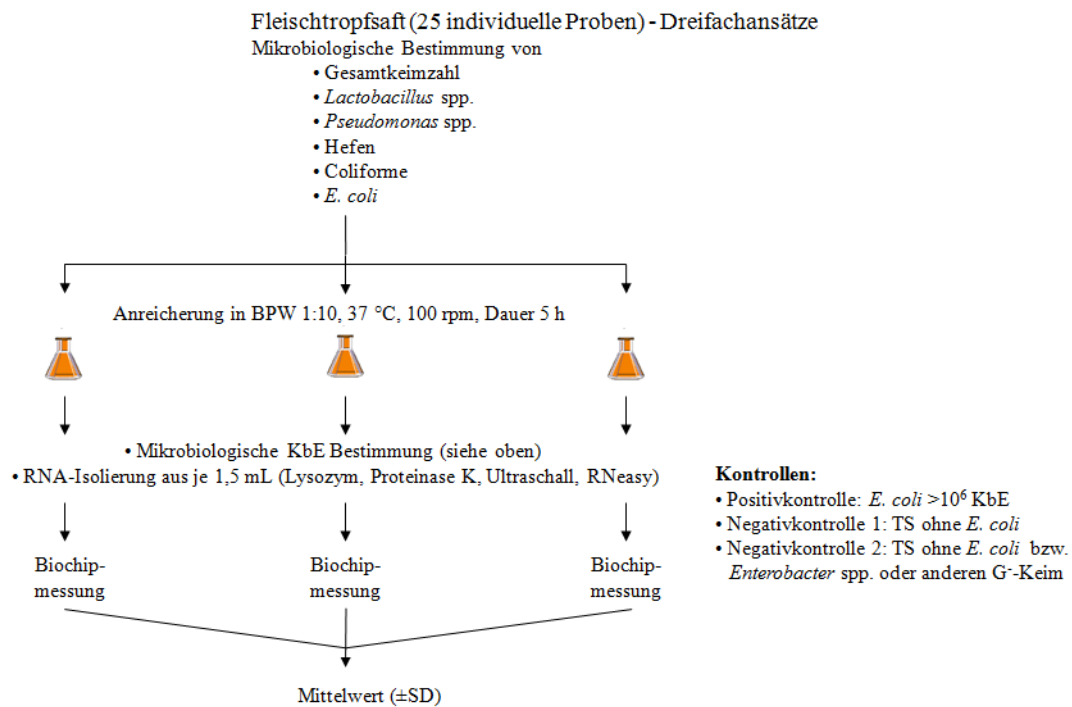 Fleischtropfsaft (25 individuelle Proben) - Dreifachansätze
Mikrobiologische Bestimmung von
• Gesamtkeimzahl
• Lactobacillus spp.
• Pseudomonas spp.
• Hefen
• Coliforme
• E. coli
Anreicherung in BPW 1:10, 37 °C, 100 rpm, Dauer 5 h
• Mikrobiologische KbE Bestimmung (siehe oben)
• RNA-Isolierung aus je 1,5 mL (Lysozym, Proteinase K, Ultraschall, RNeasy)
Kontrollen:
• Positivkontrolle: E. coli >10⁶ KbE
• Negativkontrolle 1: TS ohne E. coli
• Negativkontrolle 2: TS ohne E. coli bzw.
Enterobacter spp. oder anderen G⁻-Keim
Biochip-
messung
Biochip-
messung
Biochip-
messung
Mittelwert (±SD)